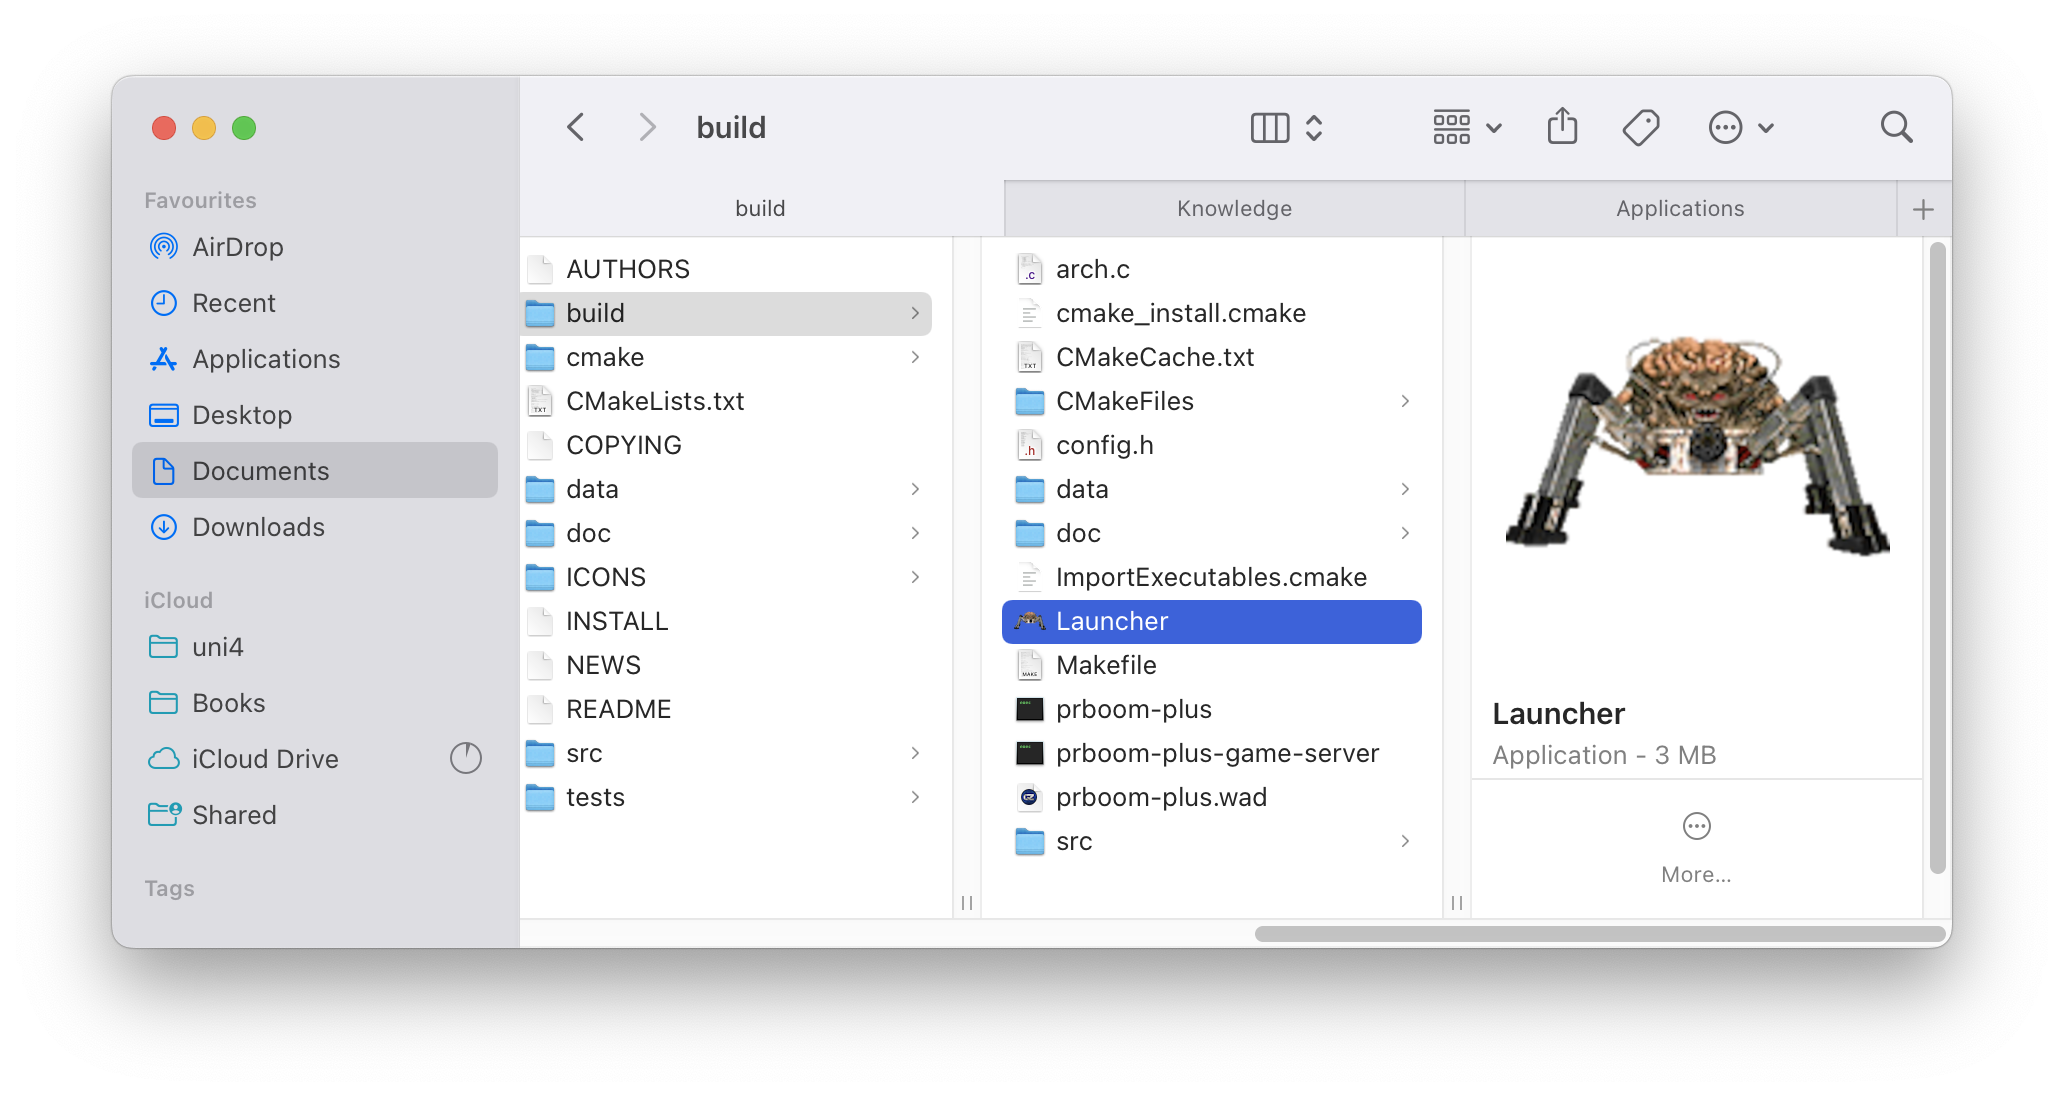 build
build
Knowledge
Applications
Favourites
AirDrop
Recent
Applications
Desktop
Documents
Downloads
iCloud
uni4
Books
iCloud Drive
Shared
Tags
AUTHORS
build
cmake
CMakeLists.txt
COPYING
data
doc
ICONS
INSTALL
NEWS
README
src
tests
arch.c
cmake_install.cmake
CMakeCache.txt
CMakeFiles
config.h
data
doc
ImportExecutables.cmake
Launcher
Makefile
prboom-plus
prboom-plus-game-server
prboom-plus.wad
src
Launcher
Application - 3 MB
More...
TXT
.c
TXT
.h
MAKE